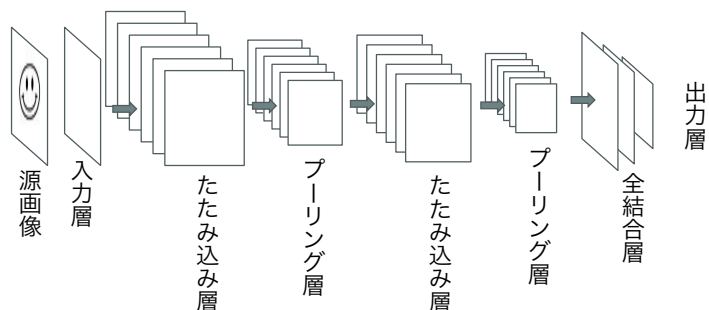 源画像
入力層
たたみ込み層
プーリング層
たたみ込み層
プーリング層
全結合層
出力層